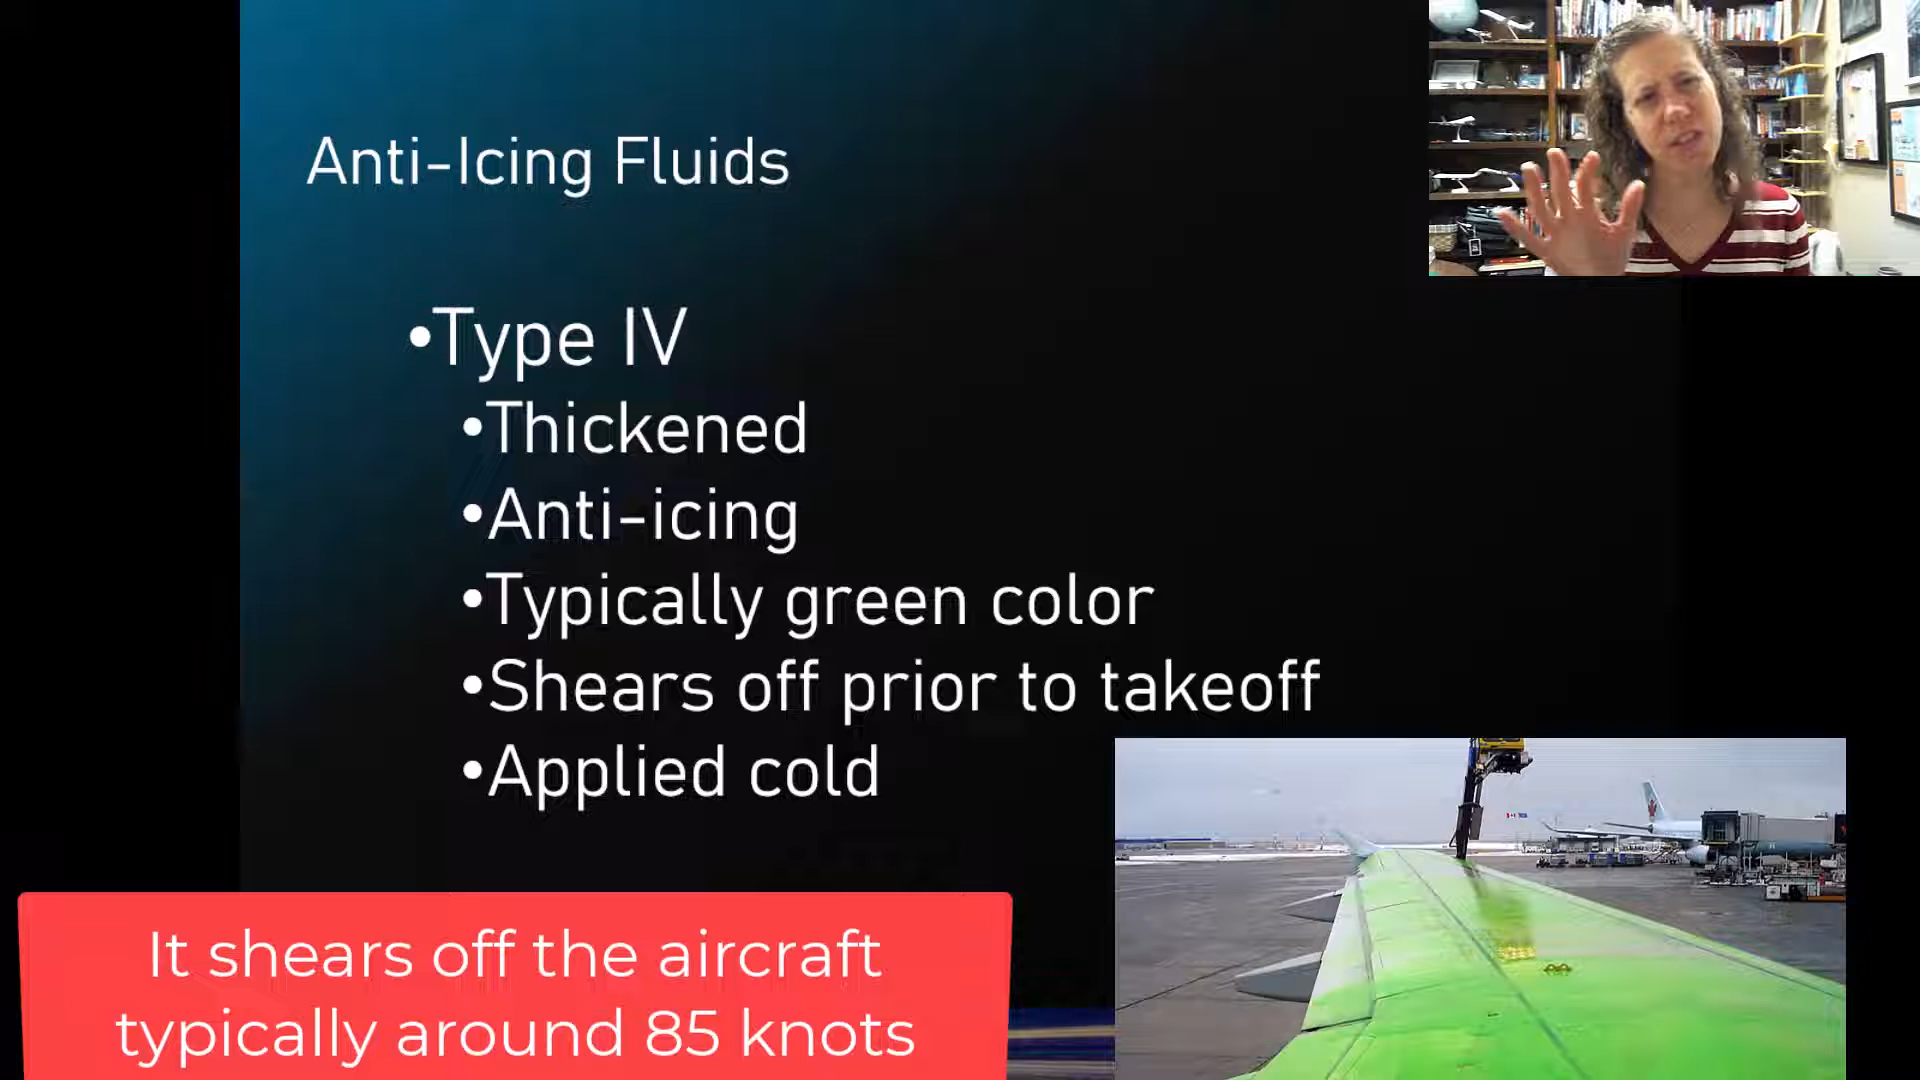 Anti-Icing Fluids
•Type IV
•Thickened
•Anti-icing
•Typically green color
•Shears off prior to takeoff
•Applied cold
It shears off the aircraft
typically around 85 knots